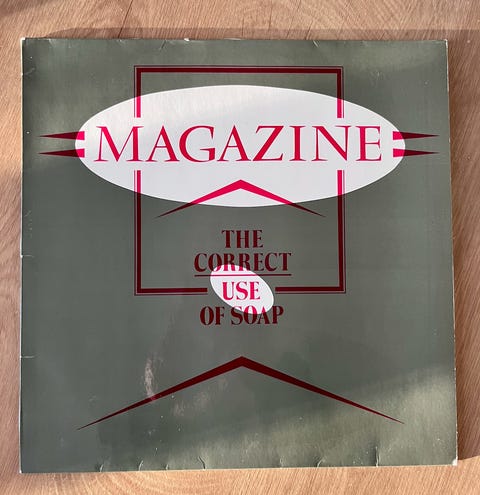 MAGAZINE
THE
CORRECT
USE
OF SOAP